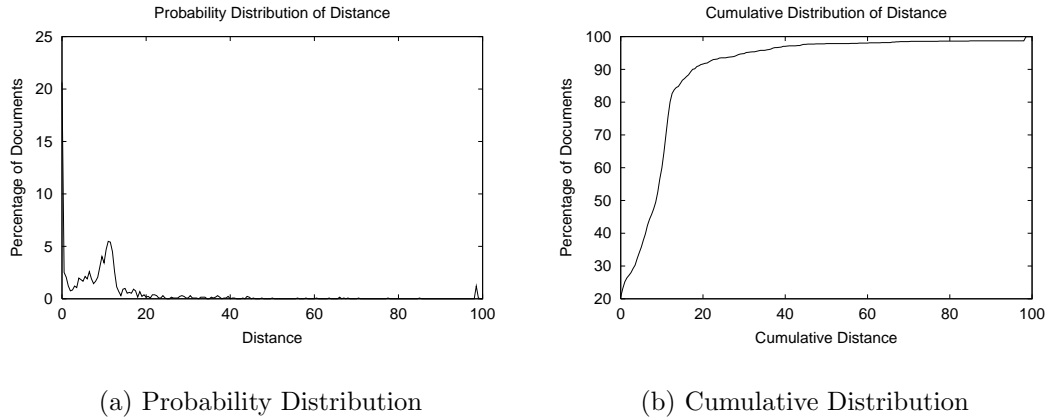 Probability Distribution of Distance
25
20
15
10
5
0
0 20 40 60 80 100
Percentage of Documents
Distance
(a) Probability Distribution
Cumulative Distribution of Distance
100
90
80
70
60
50
40
30
20
0 20 40 60 80 100
Percentage of Documents
Cumulative Distance
(b) Cumulative Distribution